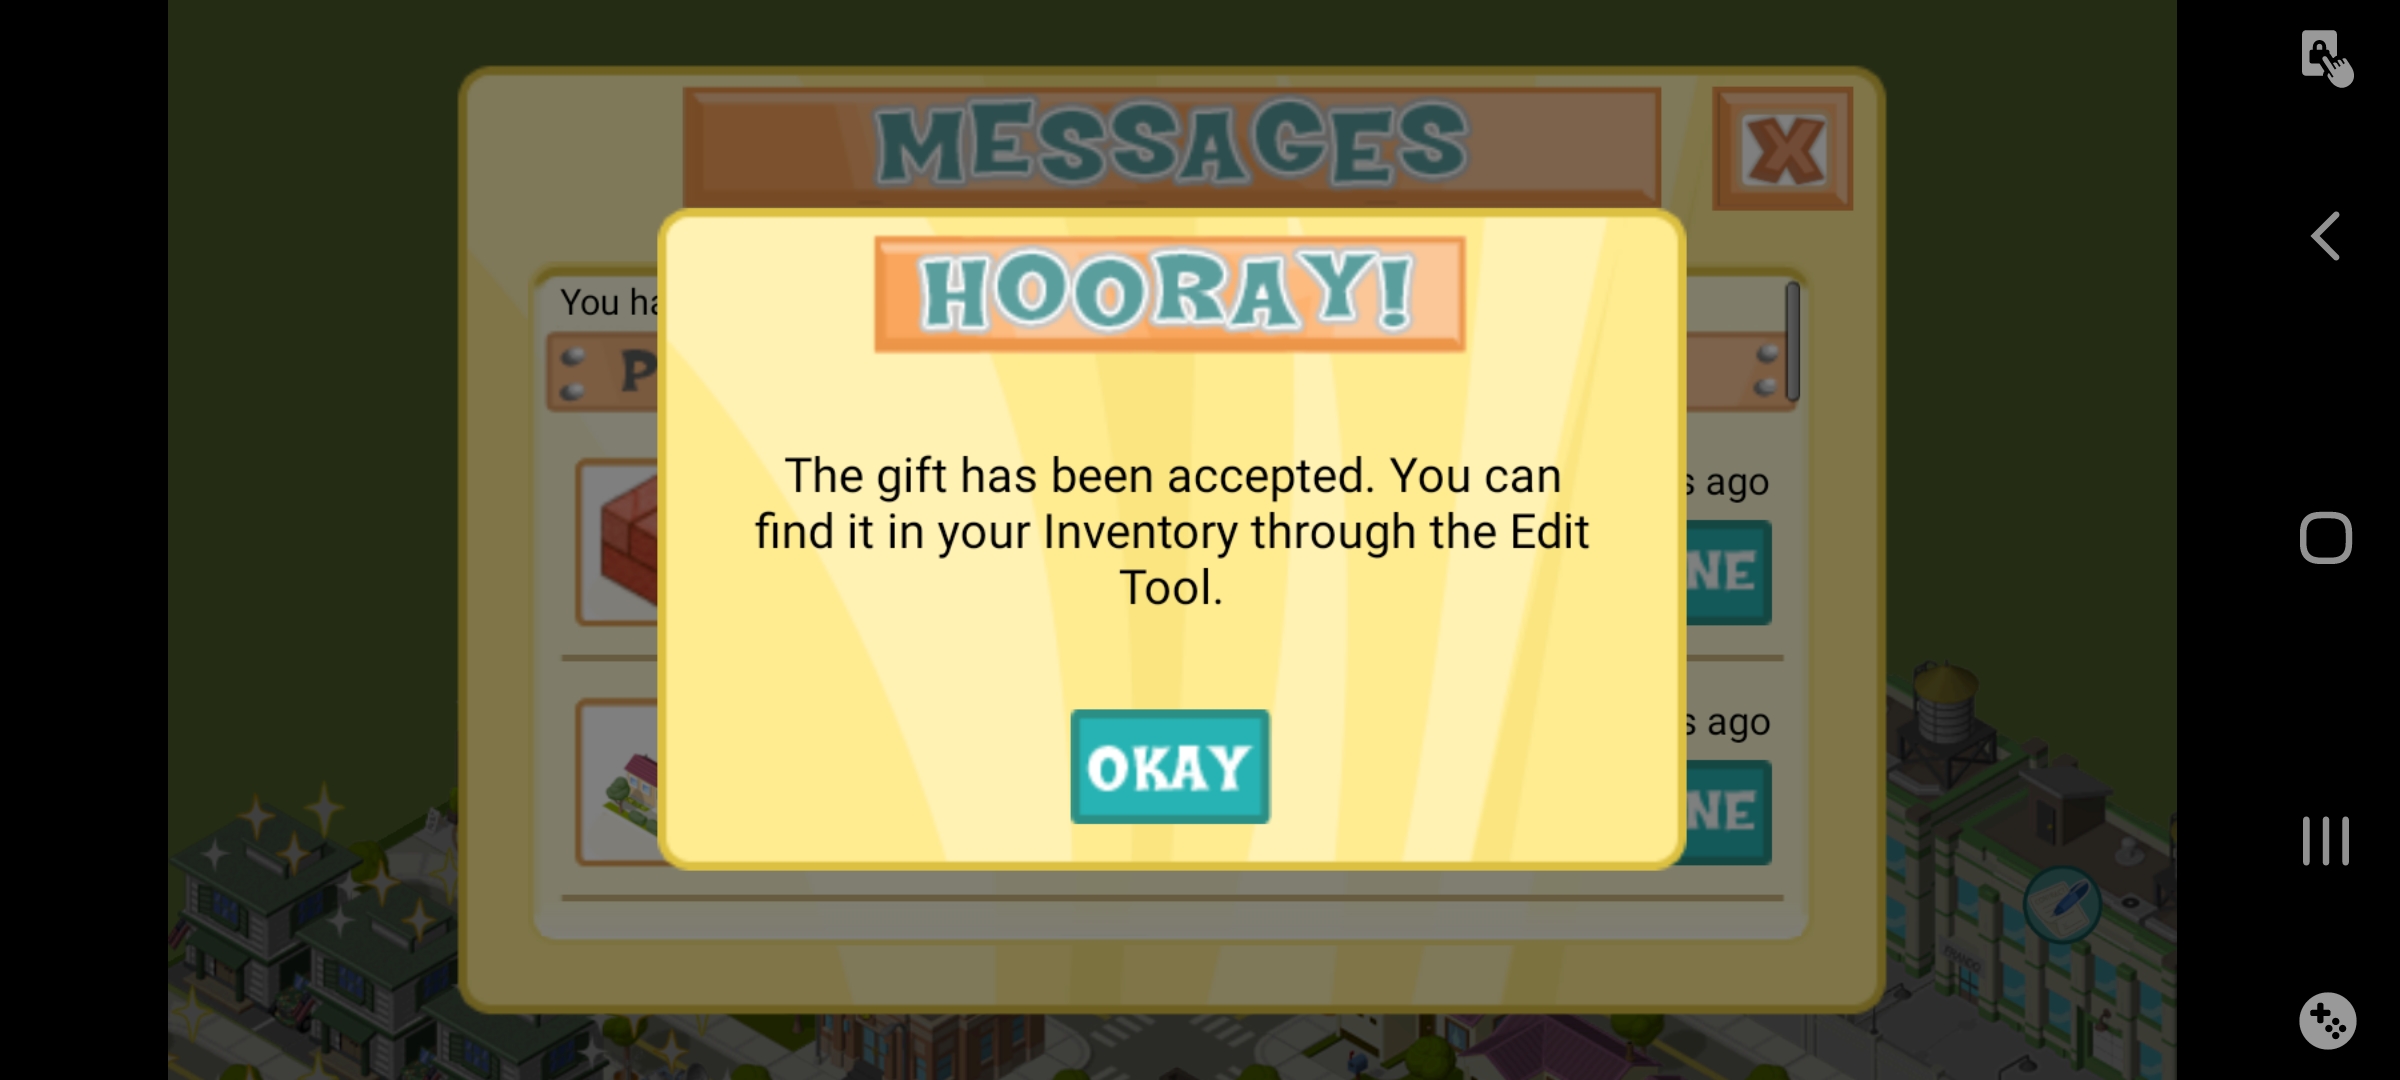 MESSAGES
X
HOORAY!
You ha
P
The gift has been accepted. You can
find it in your Inventory through the Edit
Tool.
s ago
NE
s ago
NE
OKAY